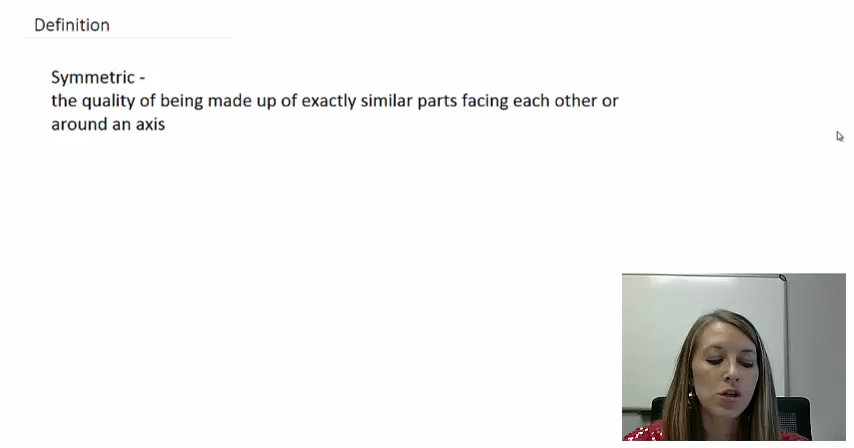 Definition
Symmetric -
the quality of being made up of exactly similar parts facing each other or
around an axis